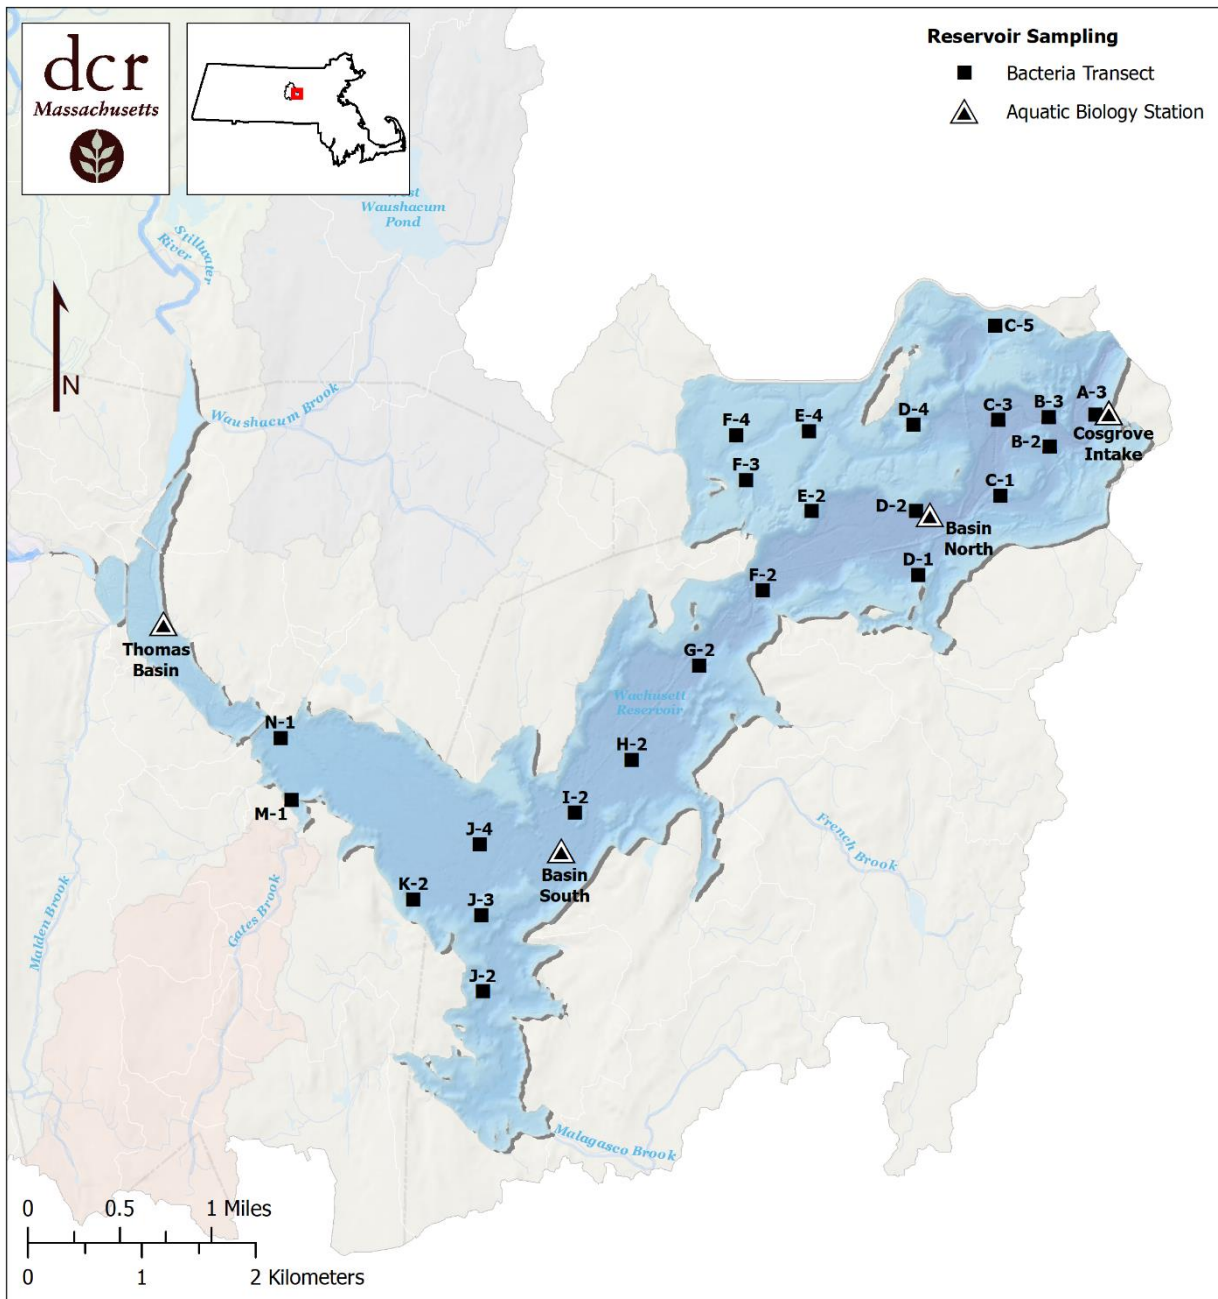 dcr
Massachusetts
Reservoir Sampling
Bacteria Transect
Aquatic Biology Station
West
Waushacum
Pond
Stillwater
River
N
Waushacum Brook
C-5
A-3
B-3
C-3
D-4
E-4
F-4
Cosgrove
Intake
B-2
F-3
C-1
E-2
D-2
Basin
North
D-1
F-2
Thomas
Basin
G-2
Wachusett
Reservoir
N-1
H-2
M-1
I-2
J-4
Basin
South
French Brook
K-2
J-3
Malden Brook
Gates Brook
J-2
Malagasco Brook
0 0.5 1 Miles
0 1 2 Kilometers